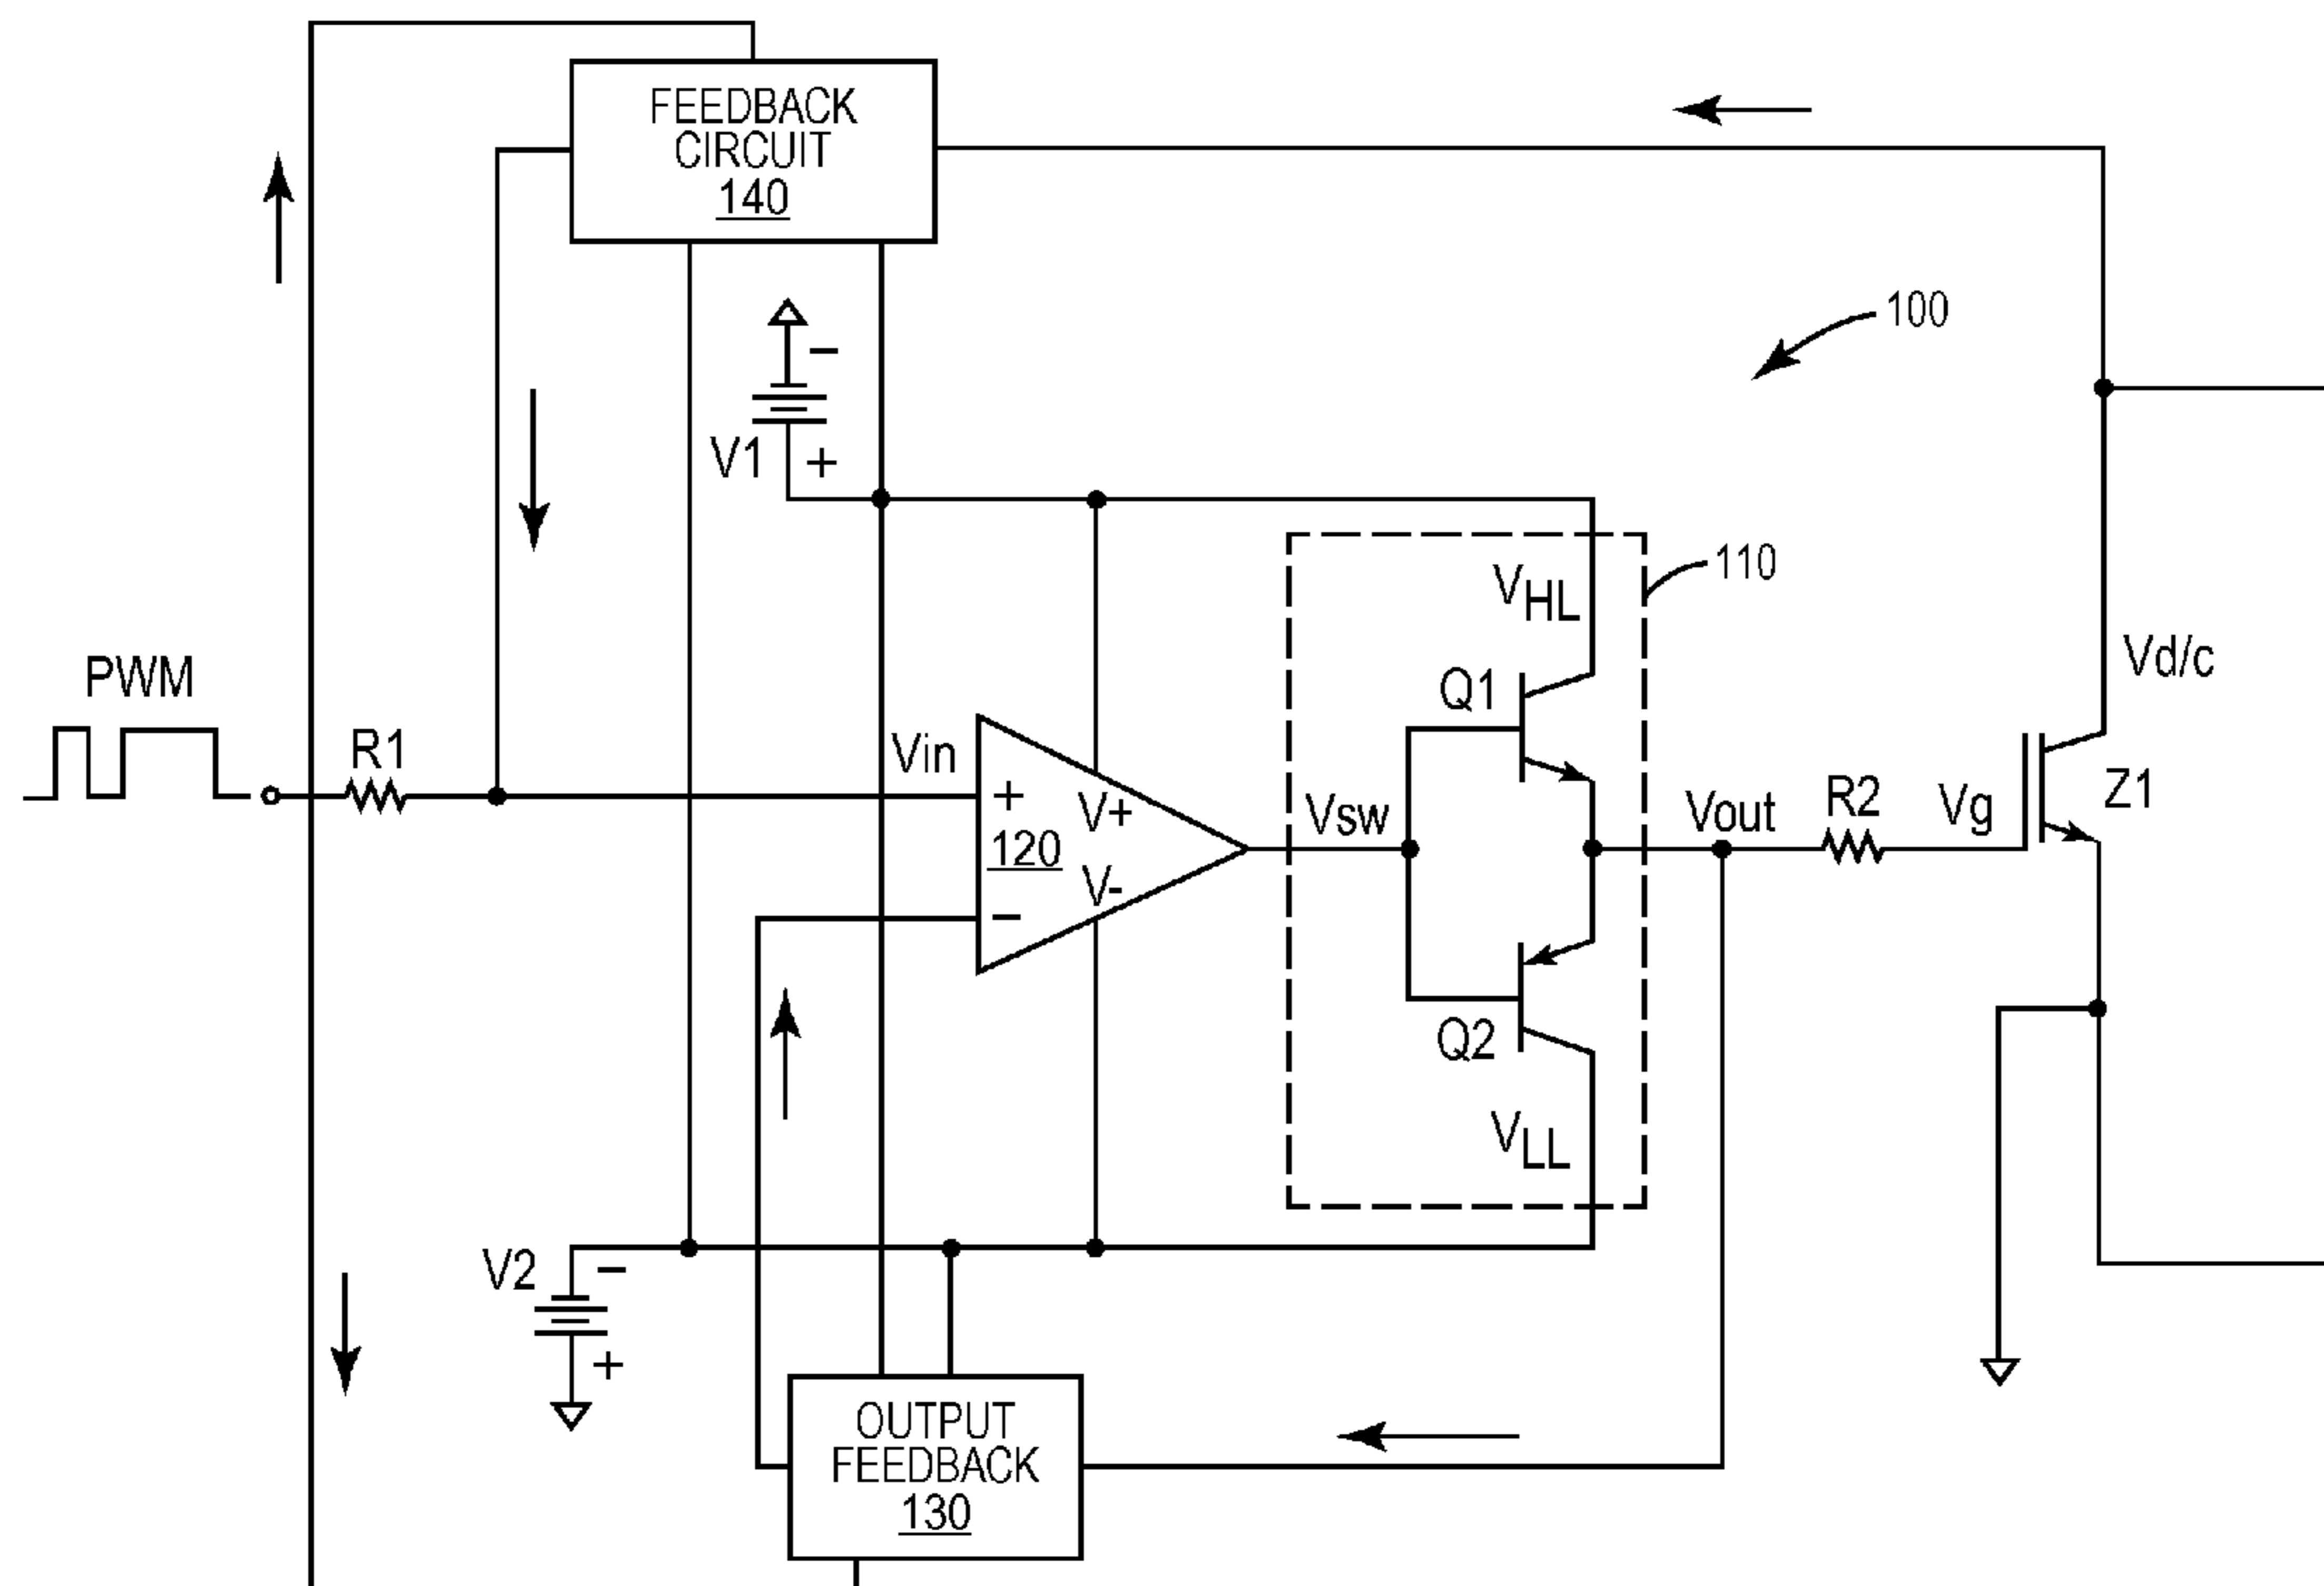 FEEDBACK
CIRCUIT
140
100
−
V1
+
110
VHL
PWM
Q1
Vd/c
R1
Vin
+
V+
120
V-
−
Vsw
Vout
R2
Vg
Z1
Q2
VLL
V2
−
+
OUTPUT
FEEDBACK
130